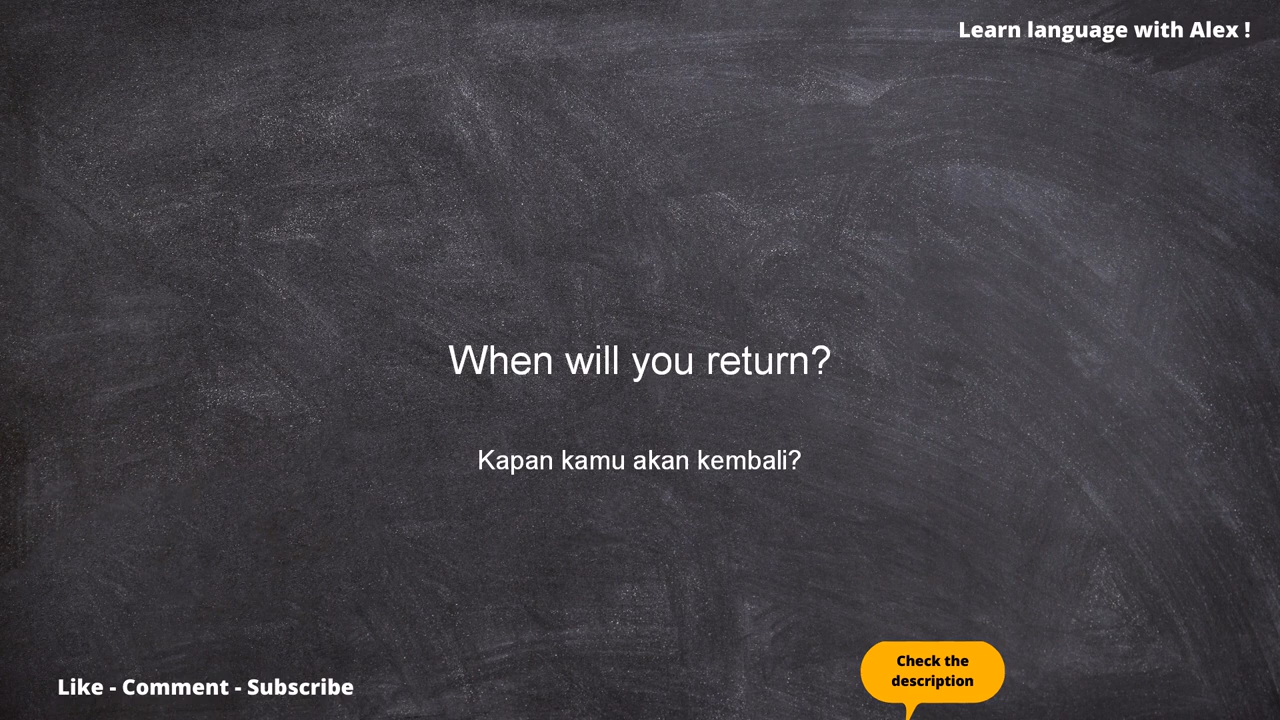 Learn language with Alex !
When will you return?
Kapan kamu akan kembali?
Like - Comment - Subscribe
Check the
description